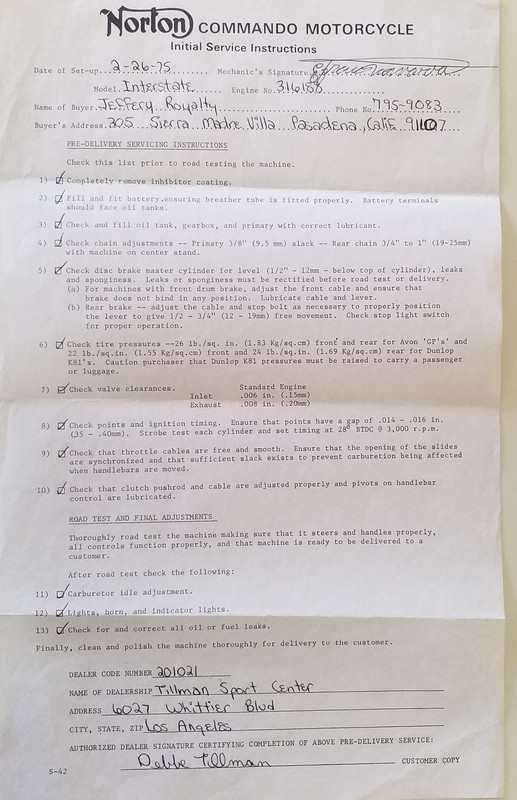 Norton COMMANDO MOTORCYCLE
Initial Service Instructions
Date of Set-up...2-26-75........ Mechanic's Signature
Model. Interstate. Engine No. 316188
Name of Buyer. Jeffery Royalty. Phone No. 795-9083
Buyer's Address. 205 Sierra Madre Villa Pasadena, Calif 91107
PRE-DELIVERY SERVICING INSTRUCTIONS
Check this list prior to road testing the machine.
1) Completely remove inhibitor coating.
2) Fill and fit battery.ensuring breather tube is fitted properly. Battery terminals
should face oil tanks.
3) Check and fill oil tank, gearbox, and primary with correct lubricant.
4) Check chain adjustments -- Primary 3/8" (9.5 mm) slack -- Rear chain 3/4" to 1" (19-25mm)
with machine on center stand.
5) Check disc brake master cylinder for level (1/2" - 12mm - below top of cylinder), leaks
and sponginess. Leaks or sponginess must be rectified before road test or delivery.
(a) For machines with front drum brake, adjust the front cable and ensure that
brake does not bind in any position. Lubricate cable and lever.
(b) Rear brake -- adjust the cable and stop bolt as necessary to properly position
the lever to give 1/2 - 3/4" (12 - 19mm) free movement. Check stop light switch
for proper operation.
6) Check tire pressures --26 lb./sq. in. (1.83 Kg/sq.cm) front and rear for Avon 'GP's' and
22 lb./sq.in. (1.55 Kg/sq.cm) front and 24 lb./sq.in. (1.69 Kg/sq.cm) rear for Dunlop
K81's. Caution purchaser that Dunlop K81 pressures must be raised to carry a passenger
or luggage.
7) Check valve clearances. Standard Engine
Inlet .006 in (.15mm)
Exhaust .008 in (.20mm)
8) Check points and ignition timing. Ensure that points have a gap of .014 - .016 in.
(35 - .40mm). Strobe test each cylinder and set timing at 28° BTDC @ 3,000 r.p.m.
9) Check that throttle cables are free and smooth. Ensure that the opening of the slides
are synchronized and that sufficient slack exists to prevent carburetion being affected
when handlebars are moved.
10) Check that clutch pushrod and cable are adjusted properly and pivots on handlebar
control are lubricated.
ROAD TEST AND FINAL ADJUSTMENTS
Thoroughly road test the machine making sure that it steers and handles properly,
all controls function properly, and that machine is ready to be delivered to a
customer.
After road test check the following:
11) Carburetor idle adjustment.
12) Lights, horn, and indicator lights.
13) Check for and correct all oil or fuel leaks.
Finally, clean and polish the machine thoroughly for delivery to the customer.
DEALER CODE NUMBER 201021
NAME OF DEALERSHIP Tillman Sport Center
ADDRESS 6027 Whittier Blvd
CITY, STATE, ZIP Los Angeles
AUTHORIZED DEALER SIGNATURE CERTIFYING COMPLETION OF ABOVE PRE-DELIVERY SERVICE:
Debbe Tillman CUSTOMER COPY
S-42